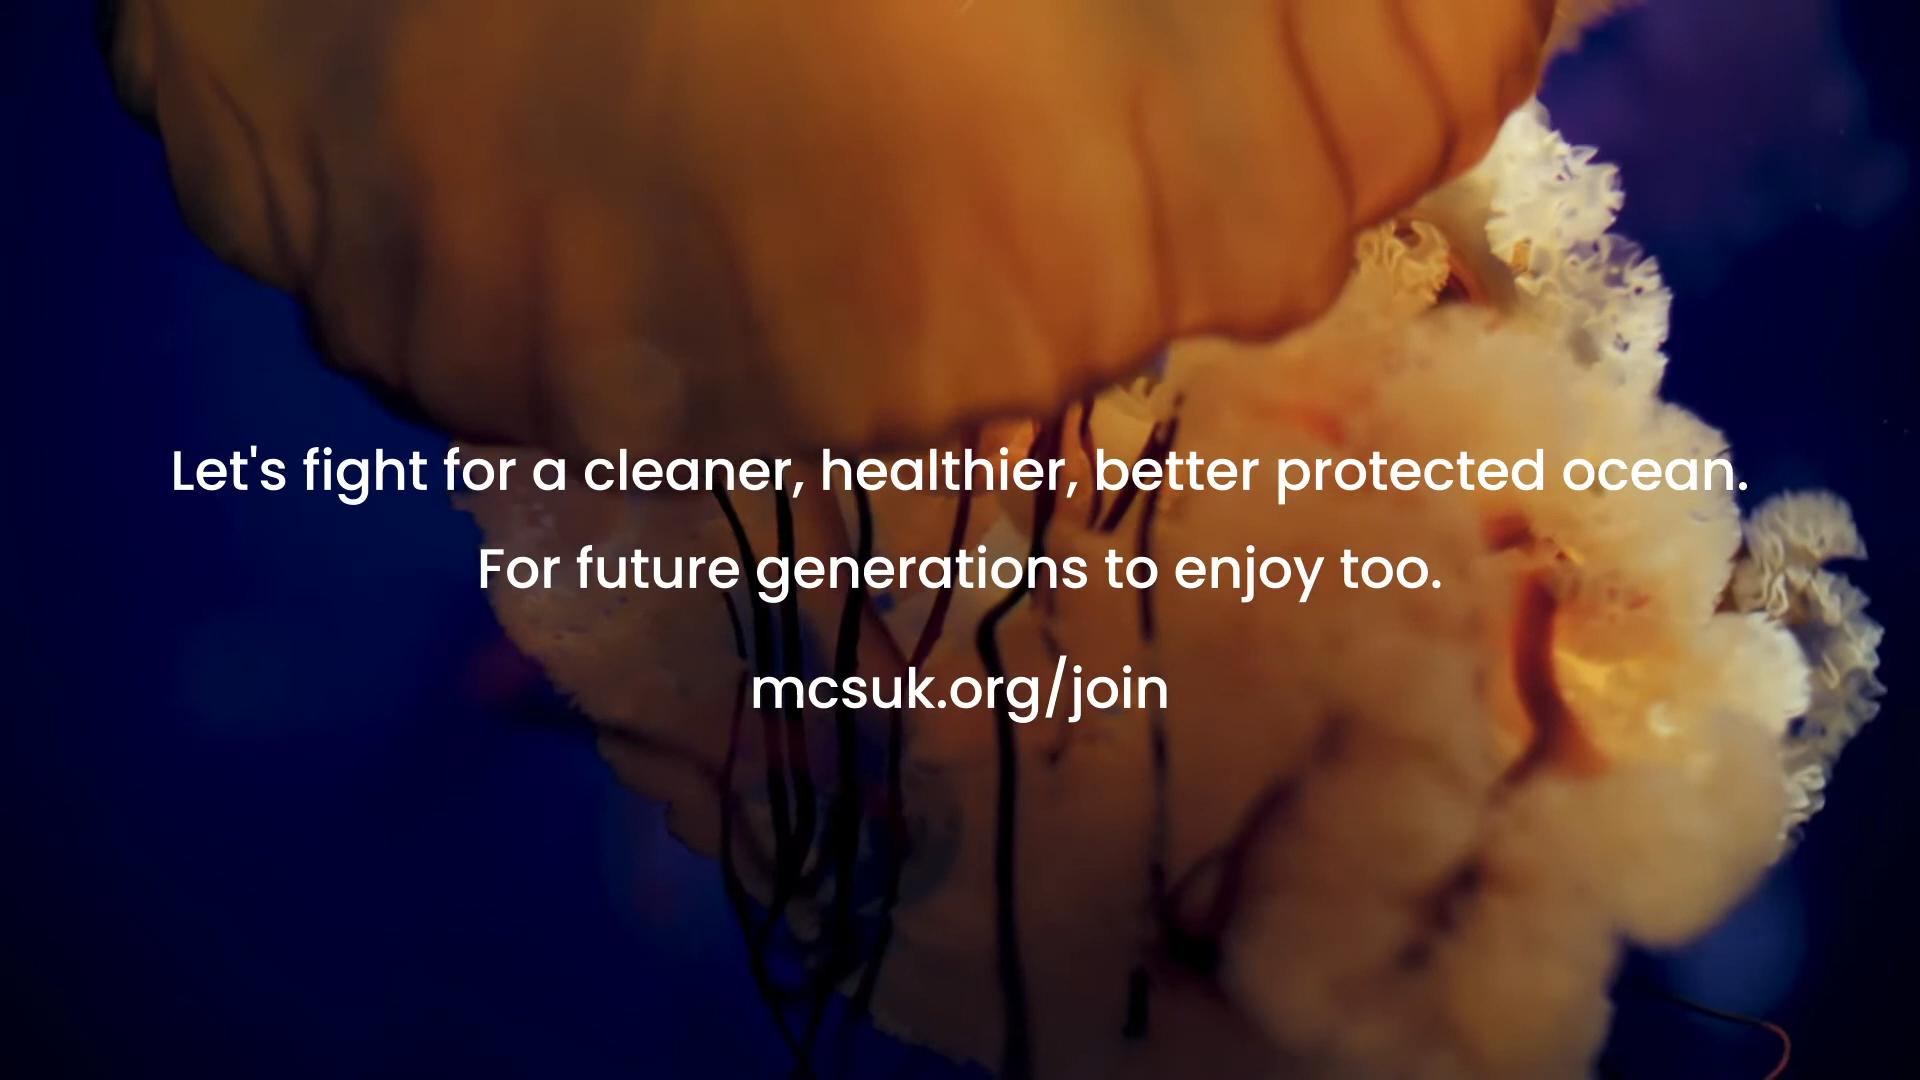 Let's fight for a cleaner, healthier, better protected ocean.
For future generations to enjoy too.
mcsuk.org/join